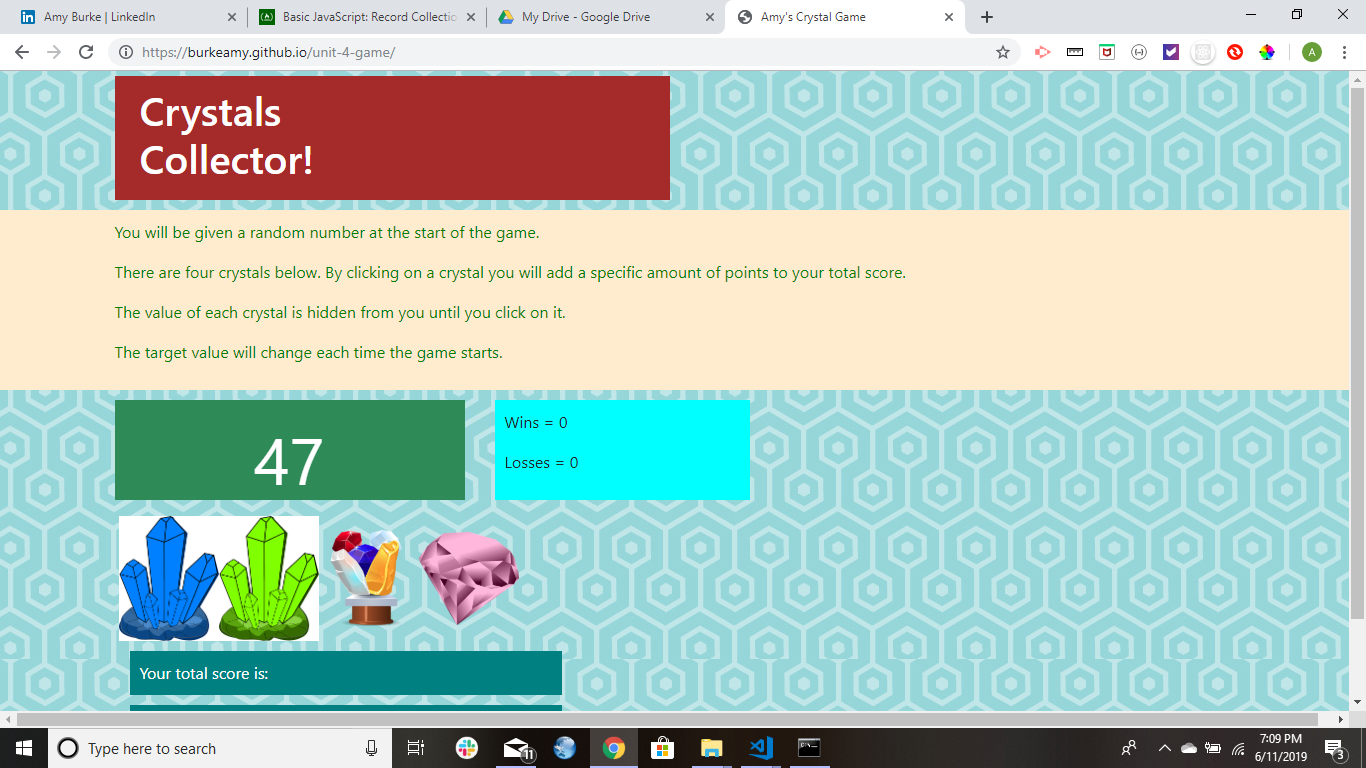 Amy Burke | LinkedIn
Basic JavaScript: Record Collectio
My Drive - Google Drive
Amy's Crystal Game
https://burkeamy.github.io/unit-4-game/
A
Crystals
Collector!
You will be given a random number at the start of the game.
There are four crystals below. By clicking on a crystal you will add a specific amount of points to your total score.
The value of each crystal is hidden from you until you click on it.
The target value will change each time the game starts.
47
Wins = 0
Losses = 0
Your total score is:
Type here to search
11
7:09 PM
6/11/2019
3